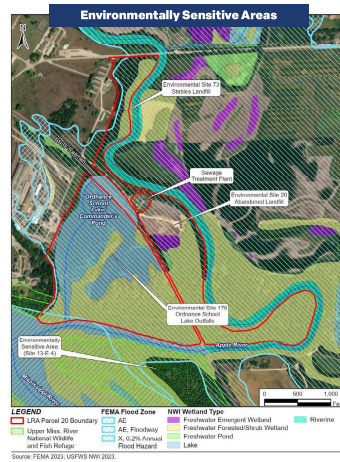 Environmentally Sensitive Areas
N
Environmental Site 73
Stables Landfill
Sewage
Treatment Plant
Environmental Site 20
Abandoned Landfill
Ordnance
School
Lake
Commander's
Pond
Environmental Site 176
Ordnance School
Lake Outfalls
Environmentally
Sensitive Area
(Site 13-E-4)
Apple River
Mississippi River
0 500 1,000
Fe
LEGEND
LRA Parcel 20 Boundary
Upper Miss. River
National Wildlife
and Fish Refuge
FEMA Flood Zone
AE
AE, Floodway
X, 0.2% Annual
Flood Hazard
NWI Wetland Type
Freshwater Emergent Wetland
Freshwater Forested/Shrub Wetland
Freshwater Pond
Lake
Riverine
Source: FEMA 2023; USFWS NWI 2023.